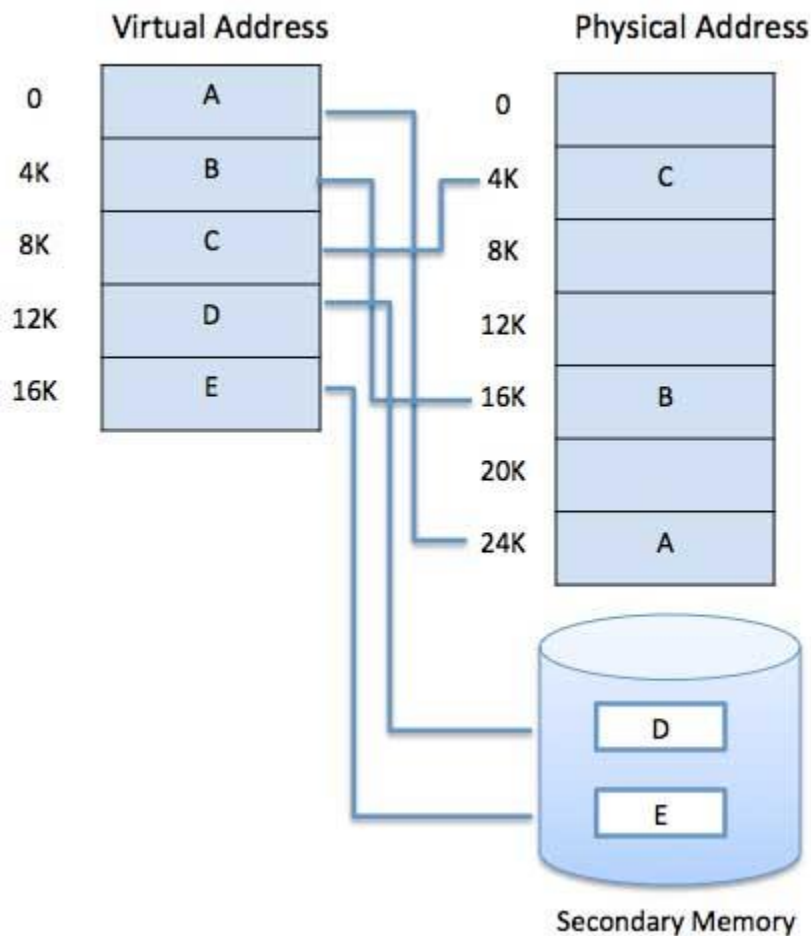 Virtual Address
Physical Address
0
A
4K
B
8K
C
12K
D
16K
E
0
4K
C
8K
12K
16K
B
20K
24K
A
D
E
Secondary Memory